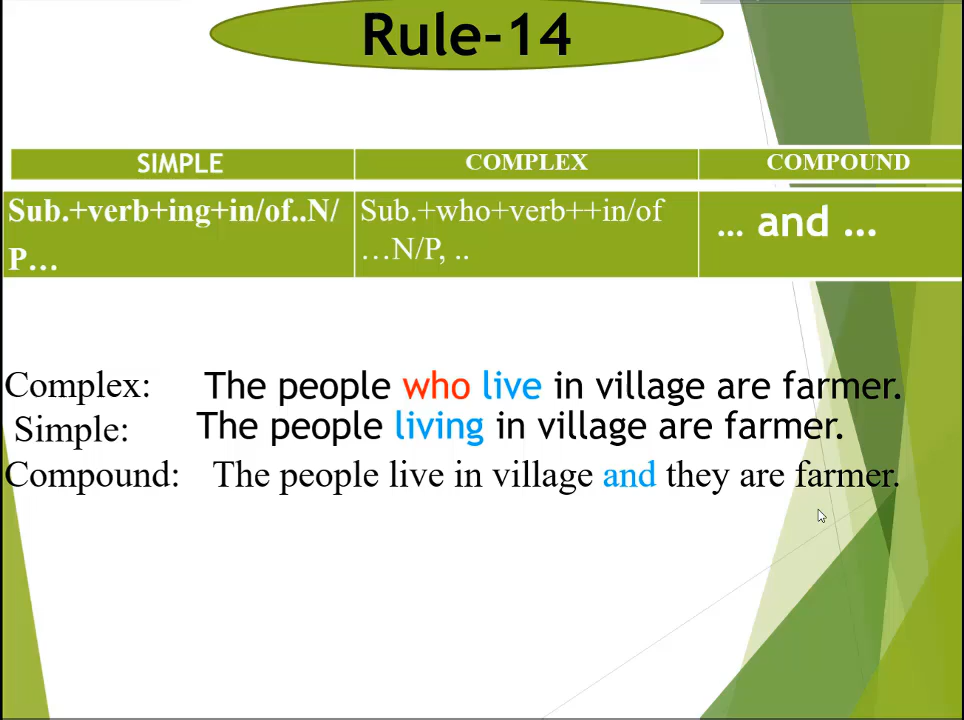 Rule-14
SIMPLE COMPLEX COMPOUND
Sub.+verb+ing+in/of..N/
P...
Sub.+who+verb++in/of
...N/P, ..
... and ...
Complex: The people who live in village are farmer.
Simple: The people living in village are farmer.
Compound: The people live in village and they are farmer.